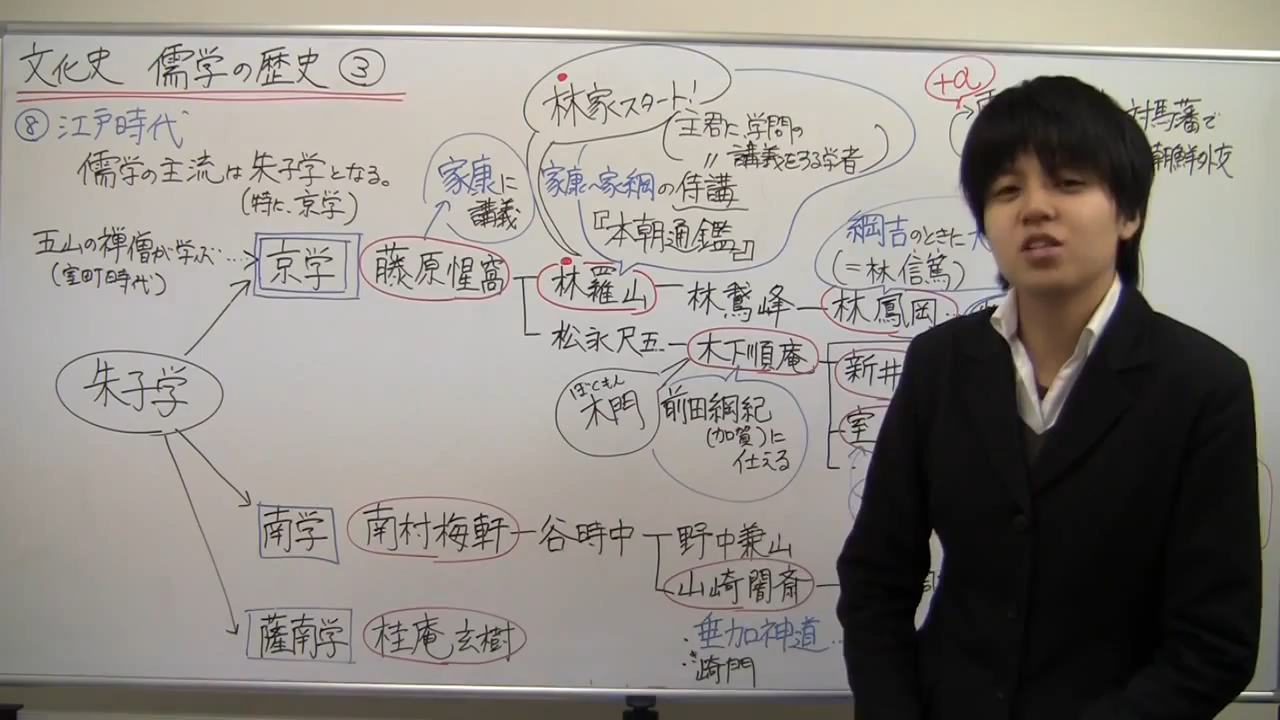 文化史 儒学の歴史 ③
⑧ 江戸時代
儒学の主流は朱子学となる。
(特に、京学)
五山の禅僧が学ぶ…
(室町時代)
京学
藤原惺窩
家康に
講義
林家スタート!
(主君に、学問の
〃 講義をする学者)
家康〜家綱の侍講
『本朝通鑑』
林羅山
林鵞峰
林鳳岡
綱吉のときに
(=林信篤)
+α
対馬藩で
朝鮮外交
松永尺五
木下順庵
新井
室
ぼくもん
木門
前田綱紀
(加賀)に
仕える
朱子学
南学
南村梅軒
谷時中
野中兼山
山崎闇斎
・垂加神道
・崎門
薩南学
桂庵玄樹